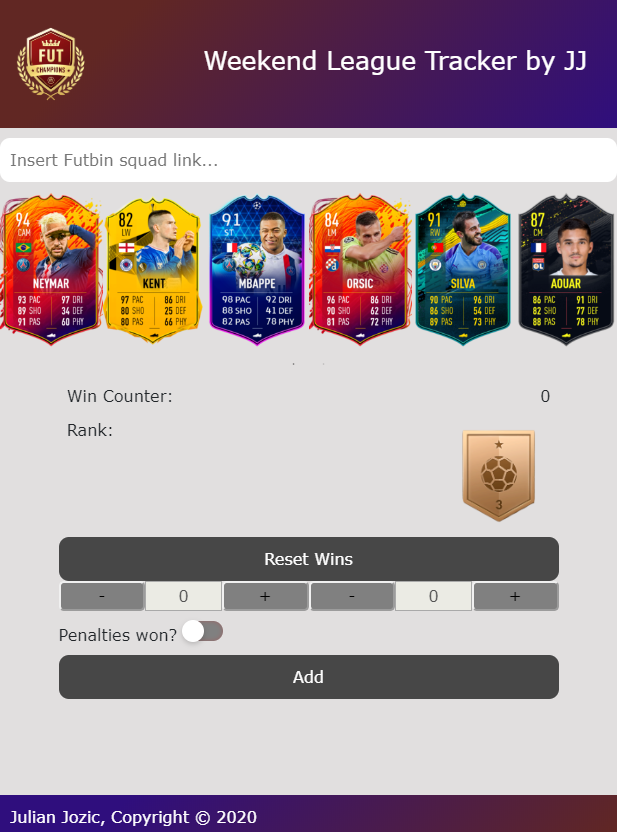 FUT
CHAMPIONS
Weekend League Tracker by JJ
Insert Futbin squad link...
94
CAM
NEYMAR
93 PAC 97 DRI
89 SHO 34 DEF
91 PAS 60 PHY
82
LW
KENT
97 PAC 86 DRI
80 SHO 25 DEF
80 PAS 66 PHY
91
ST
MBAPPE
98 PAC 92 DRI
88 SHO 41 DEF
82 PAS 78 PHY
84
LM
ORSIC
96 PAC 86 DRI
90 SHO 62 DEF
81 PAS 72 PHY
91
RW
SILVA
90 PAC 96 DRI
86 SHO 54 DEF
89 PAS 73 PHY
87
CM
AOUAR
86 PAC 91 DRI
82 SHO 77 DEF
88 PAS 78 PHY
Win Counter: 0
Rank:
3
Reset Wins
- 0 + - 0 +
Penalties won?
Add
Julian Jozic, Copyright © 2020